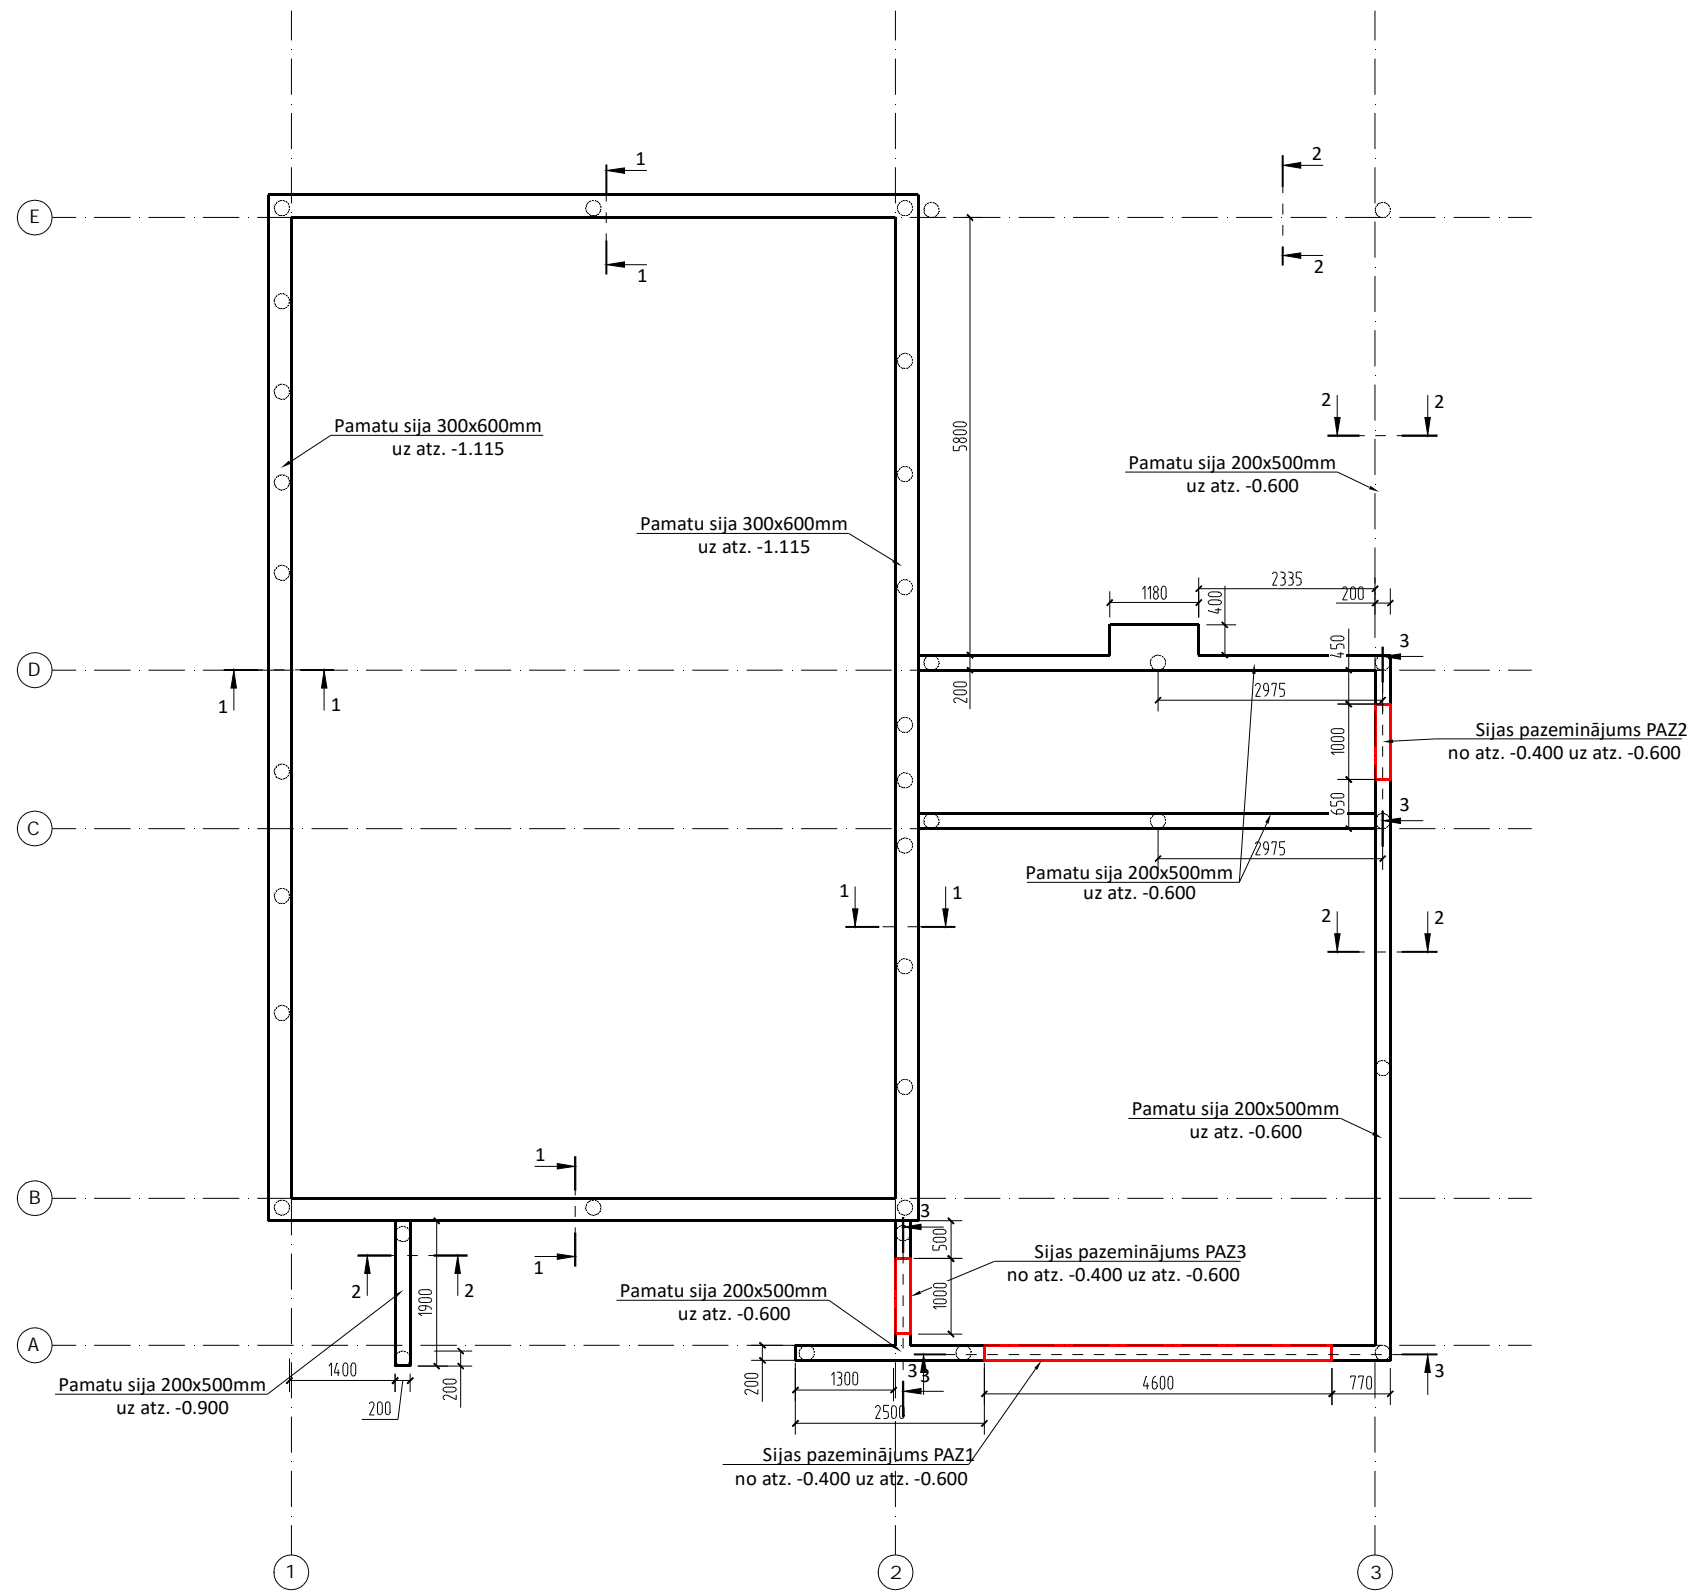 1
2
E
1
2
5800
2
2
Pamatu sija 300x600mm
uz atz. -1.115
Pamatu sija 200x500mm
uz atz. -0.600
Pamatu sija 300x600mm
uz atz. -1.115
2335
1180
400
200
450
3
D
200
2975
1
1
Sijas pazeminājums PAZ2
no atz. -0.400 uz atz. -0.600
1000
650
3
C
2975
Pamatu sija 200x500mm
uz atz. -0.600
1
1
2
2
Pamatu sija 200x500mm
uz atz. -0.600
1
B
3
500
1
Sijas pazeminājums PAZ3
no atz. -0.400 uz atz. -0.600
2
2
1900
Pamatu sija 200x500mm
uz atz. -0.600
1000
A
1400
200
200
Pamatu sija 200x500mm
uz atz. -0.900
200
1300
3
3
4600
770
3
2500
Sijas pazeminājums PAZ1
no atz. -0.400 uz atz. -0.600
1
2
3